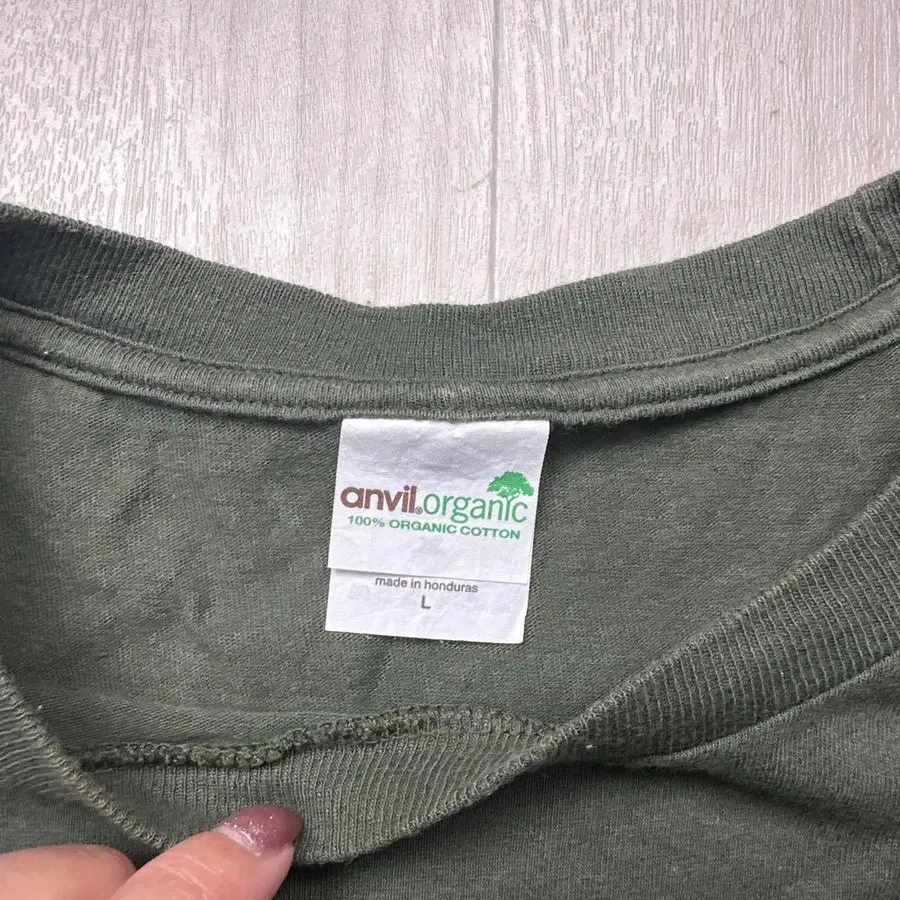 anvil.® organic
100% ORGANIC COTTON
made in honduras
L